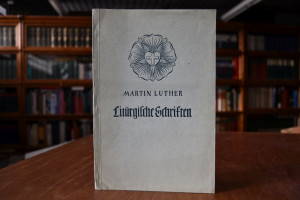 MARTIN LUTHER
Liturgische Schriften